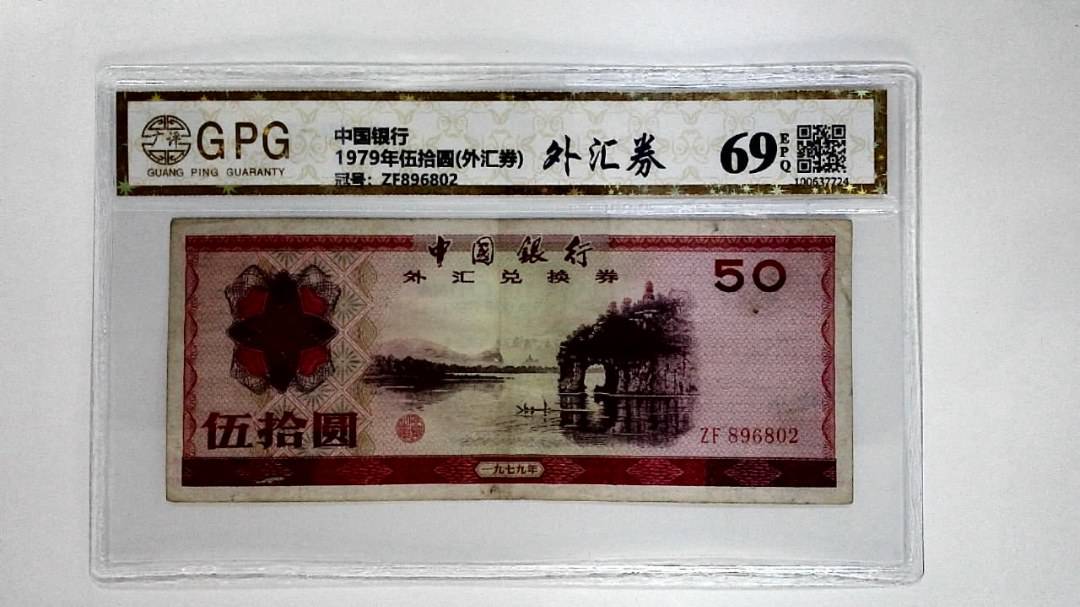 GPG
GUANG PING GUARANTY
中国银行
1979年伍拾圆(外汇券)
冠号：ZF896802
外汇券
69
EPQ
100637724
中国銀行
外汇兑换券
50
伍拾圆
ZF 896802
一九七九年